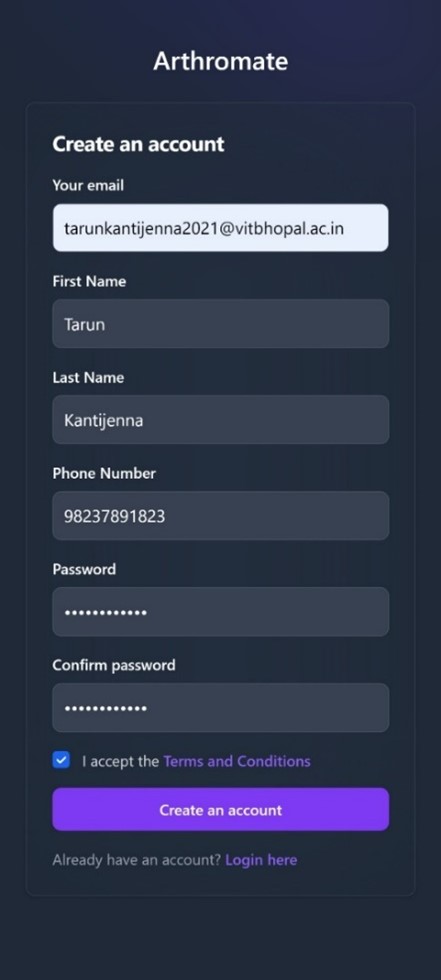 Arthromate
Create an account
Your email
tarunkantijenna2021@vitbhopal.ac.in
First Name
Tarun
Last Name
Kantijenna
Phone Number
98237891823
Password
••••••••••••
Confirm password
••••••••••••
I accept the Terms and Conditions
Create an account
Already have an account? Login here